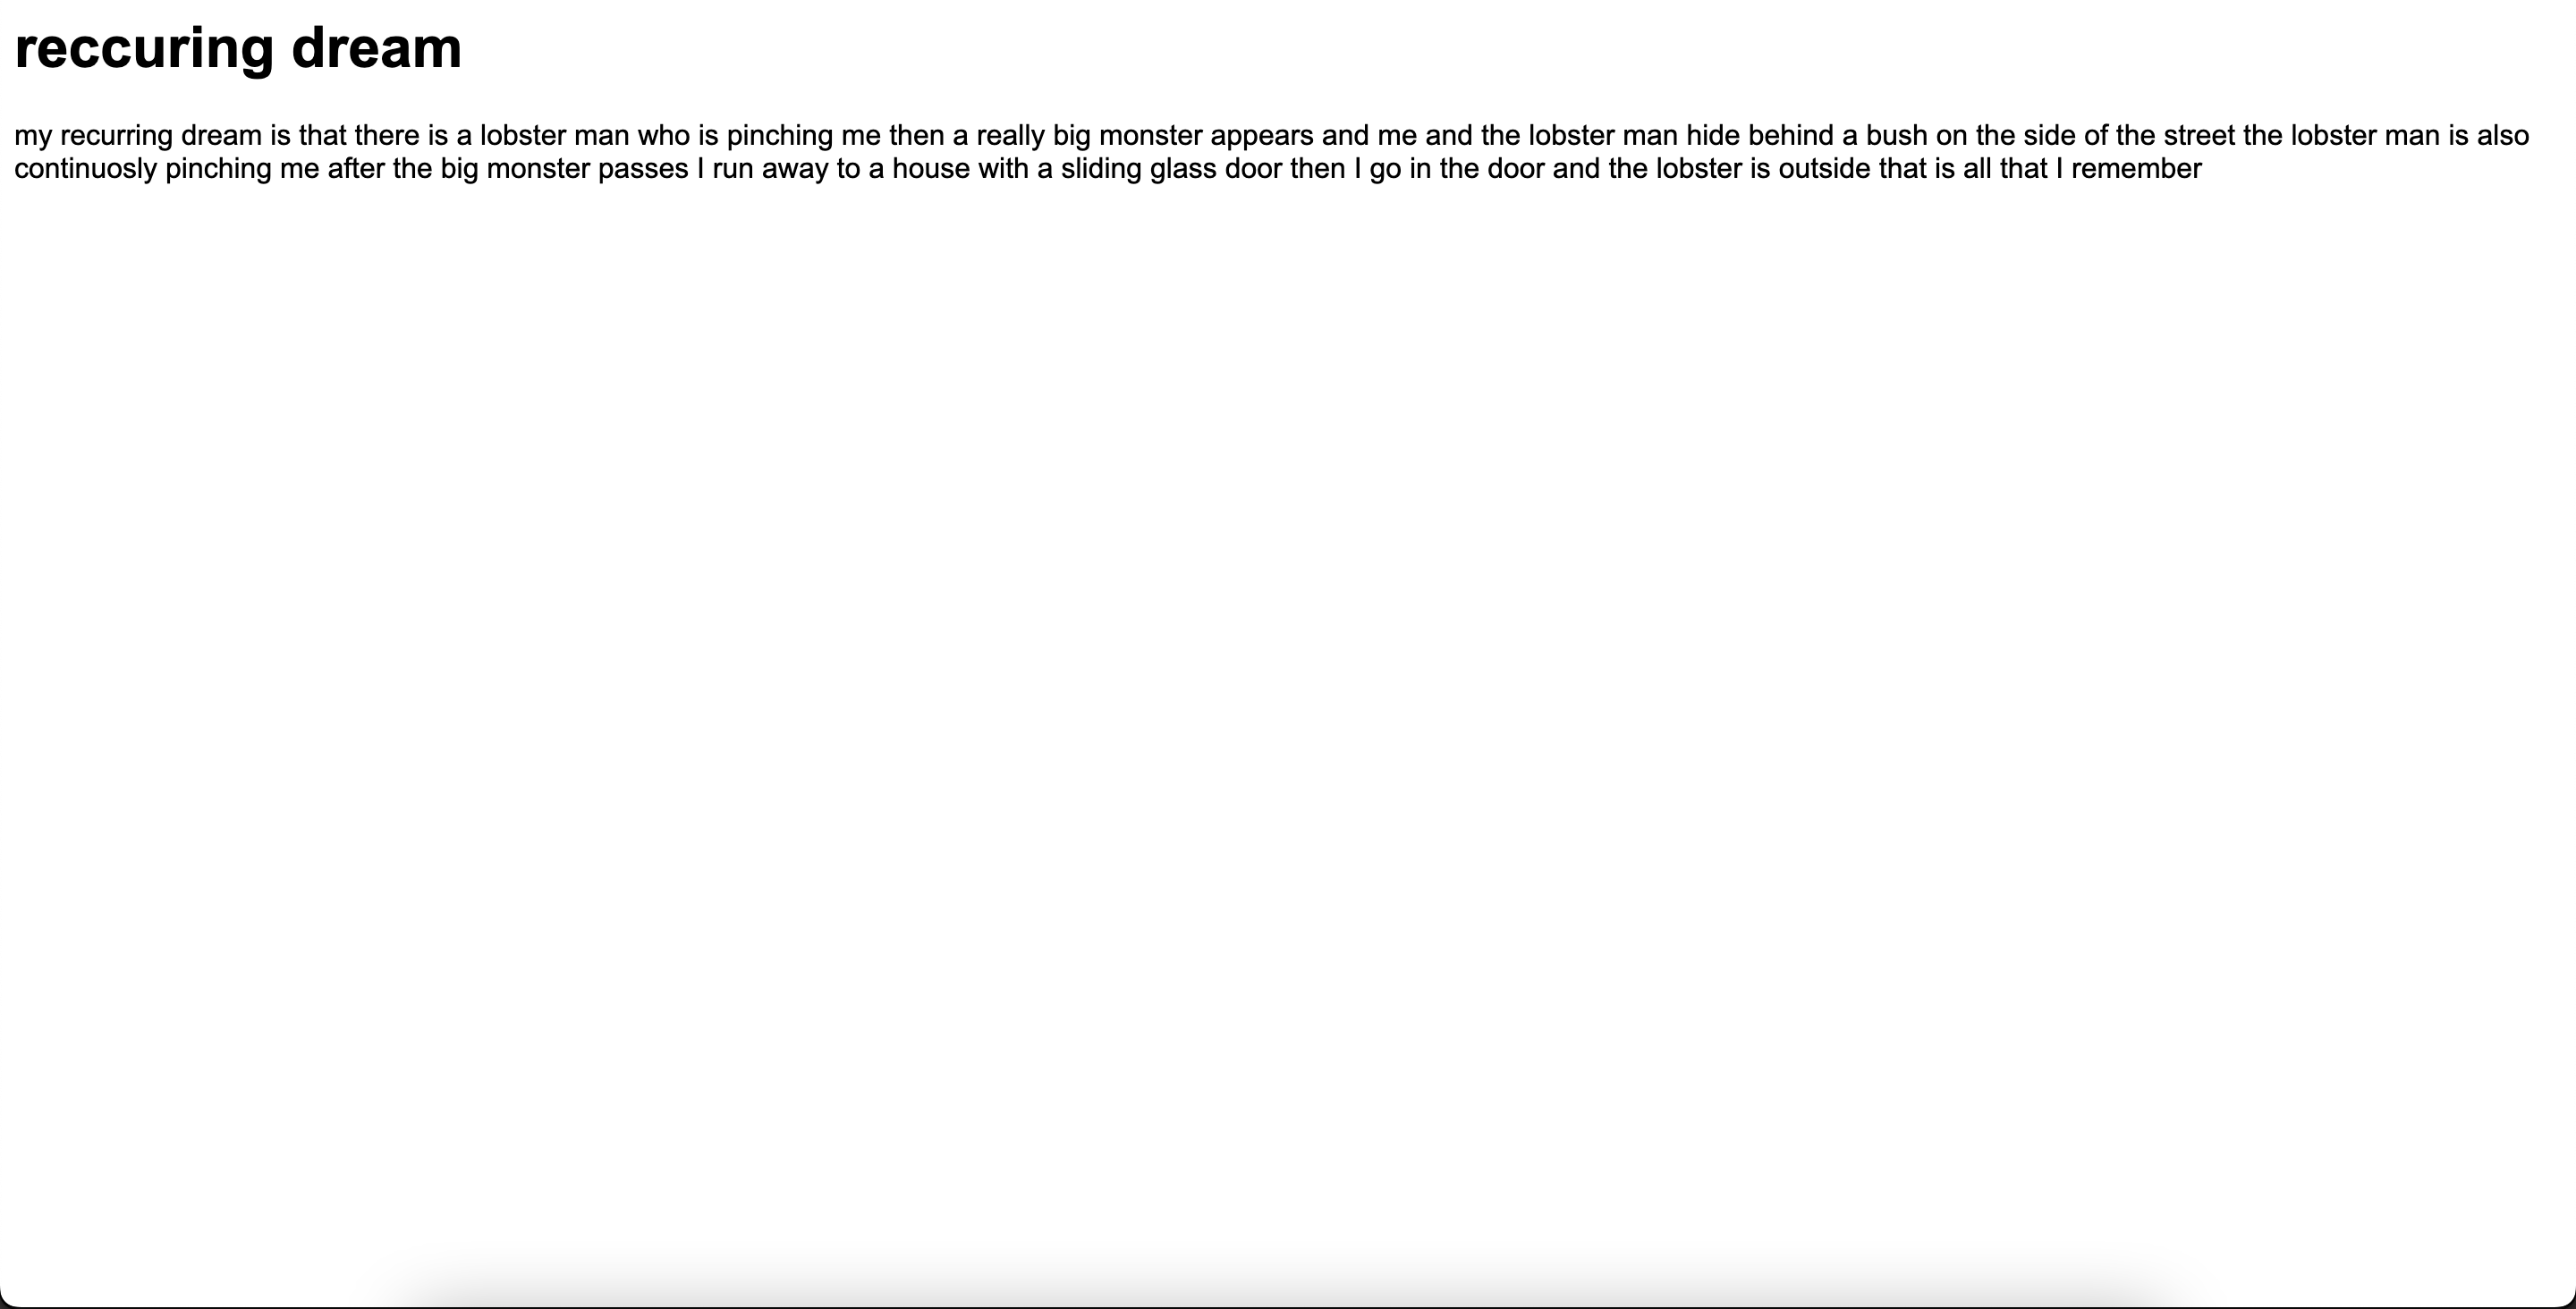 reccuring dream
my recurring dream is that there is a lobster man who is pinching me then a really big monster appears and me and the lobster man hide behind a bush on the side of the street the lobster man is also
continuosly pinching me after the big monster passes I run away to a house with a sliding glass door then I go in the door and the lobster is outside that is all that I remember